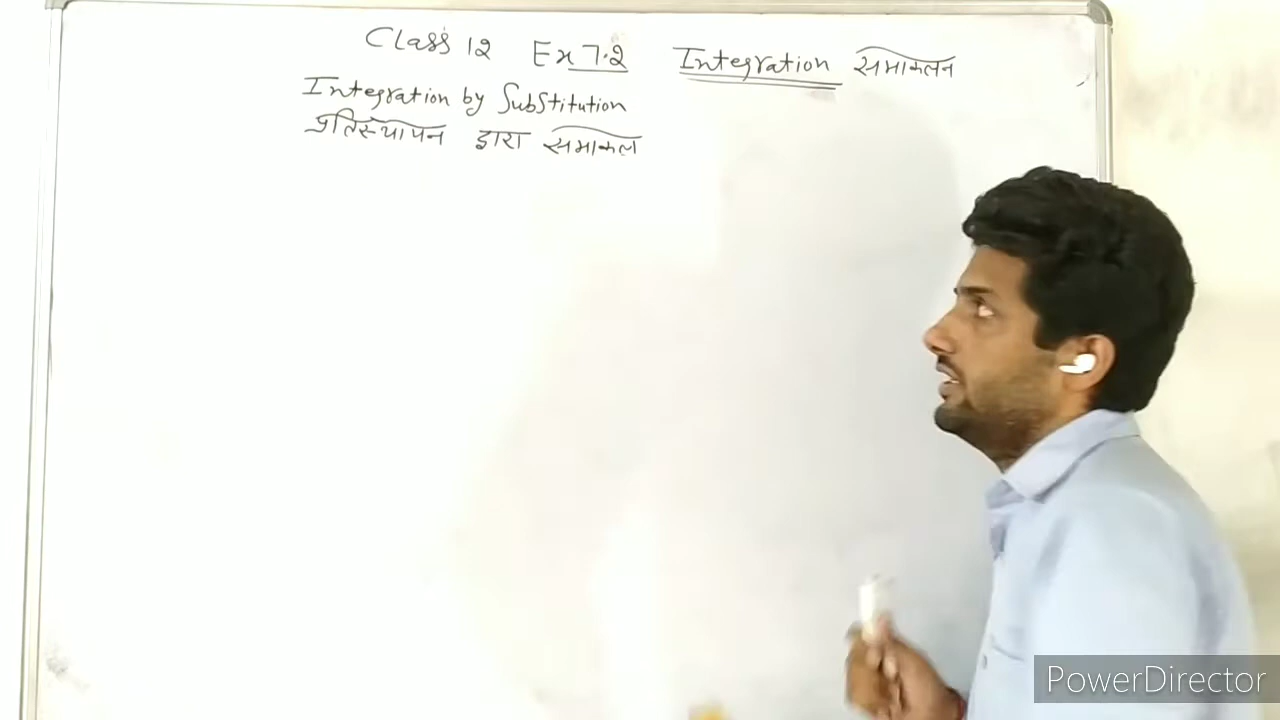 Class 12 Ex 7.2 Integration समाकलन
Integration by Substitution
प्रतिस्थापन द्वारा समाकल
PowerDirector